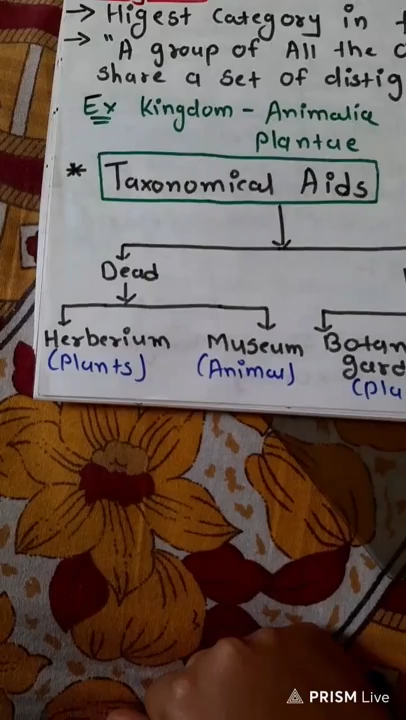 → Higest Category in
→ "A group of All the
share a set of distig
Ex Kingdom - Animalia
Plantae
* Taxonomical Aids
Dead
Herberium Museum Botan
(Plants) (Animal) gard
(Pla
PRISM Live